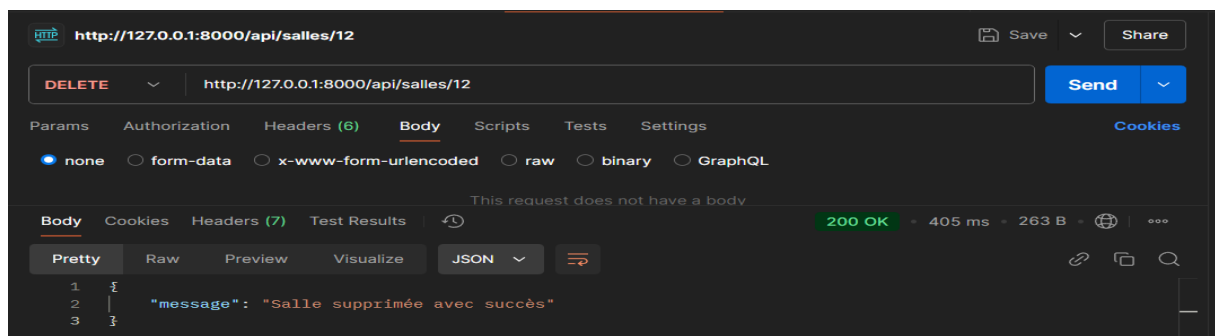 HTTP http://127.0.0.1:8000/api/salles/12 Save Share
DELETE http://127.0.0.1:8000/api/salles/12 Send
Params Authorization Headers (6) Body Scripts Tests Settings Cookies
none form-data x-www-form-urlencoded raw binary GraphQL
This request does not have a body
Body Cookies Headers (7) Test Results 200 OK 405 ms 263 B
Pretty Raw Preview Visualize JSON
1 {
2 "message": "Salle supprimée avec succès"
3 }